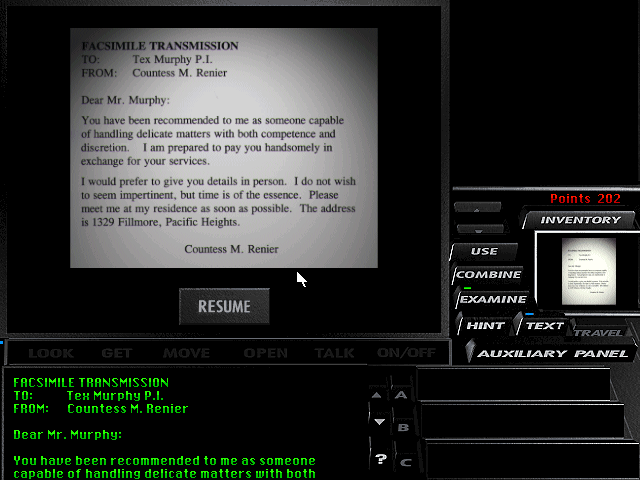 FACSIMILE TRANSMISSION
TO: Tex Murphy P.I.
FROM: Countess M. Renier
Dear Mr. Murphy:
You have been recommended to me as someone capable
of handling delicate matters with both competence and
discretion. I am prepared to pay you handsomely in
exchange for your services.
I would prefer to give you details in person. I do not wish
to seem impertinent, but time is of the essence. Please
meet me at my residence as soon as possible. The address
is 1329 Fillmore, Pacific Heights.
Countess M. Renier
RESUME
Points 202
INVENTORY
USE
COMBINE
EXAMINE
HINT TEXT TRAVEL
AUXILIARY PANEL
LOOK GET MOVE OPEN TALK ON/OFF
FACSIMILE TRANSMISSION
TO: Tex Murphy P.I.
FROM: Countess M. Renier
Dear Mr. Murphy:
You have been recommended to me as someone
capable of handling delicate matters with both
A
B
? C